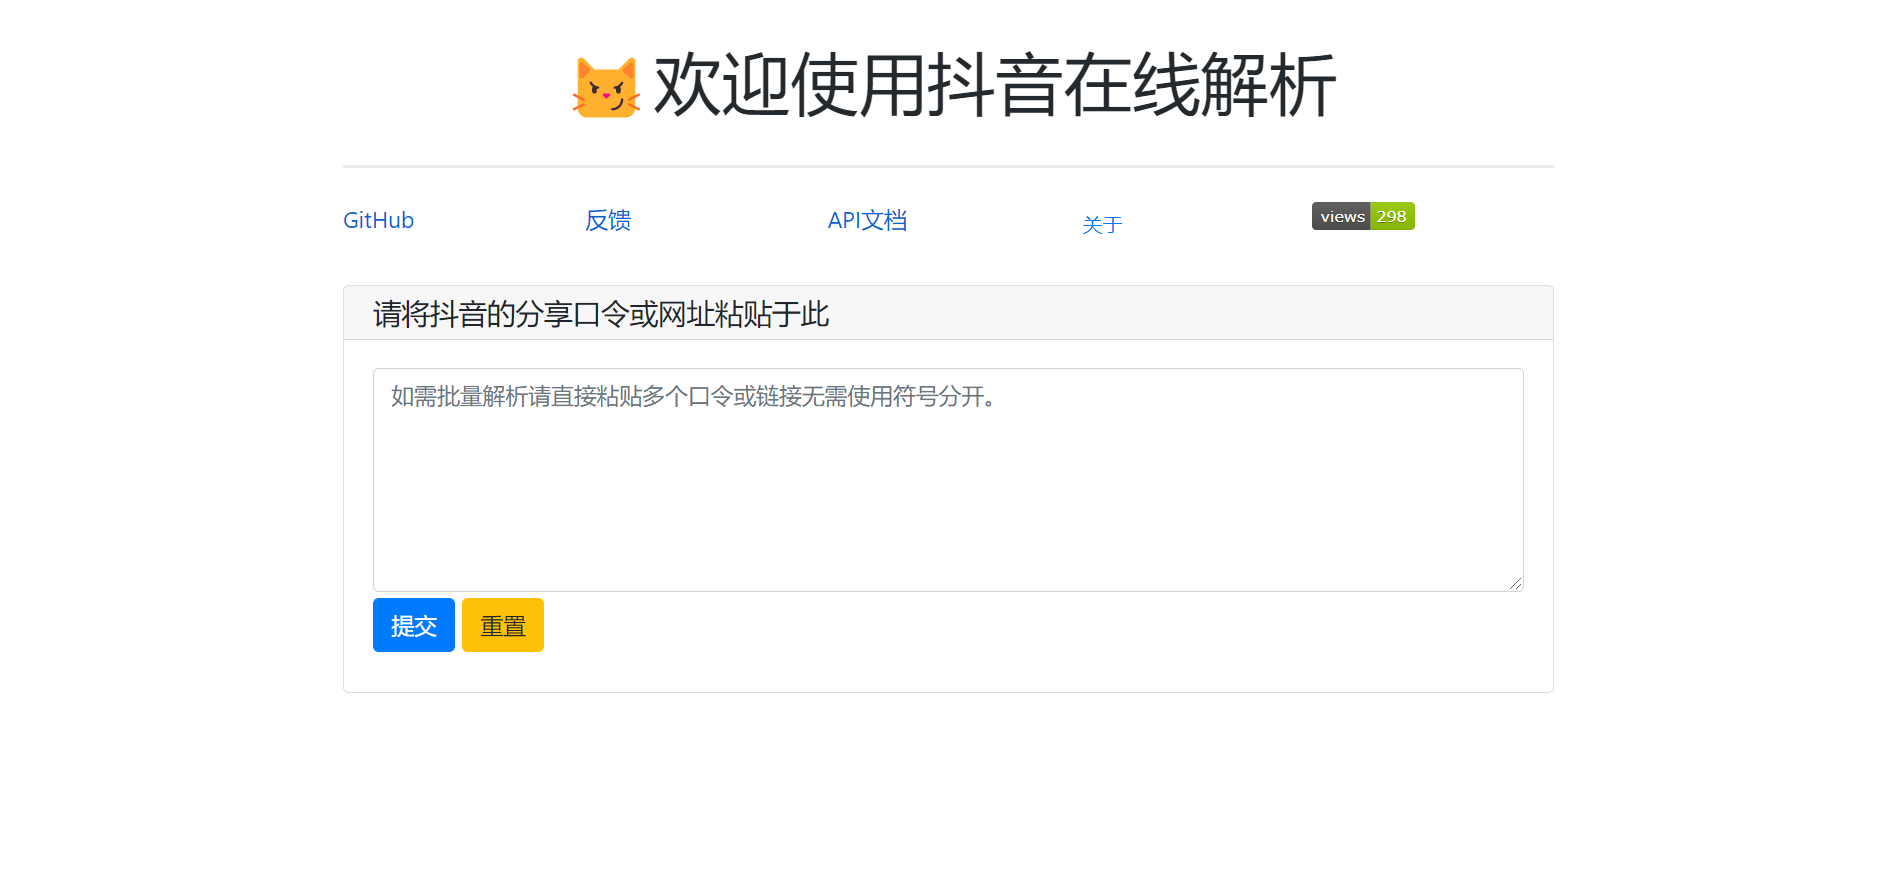 欢迎使用抖音在线解析
GitHub 反馈 API文档 关于 views 298
请将抖音的分享口令或网址粘贴于此
如需批量解析请直接粘贴多个口令或链接无需使用符号分开。
提交 重置